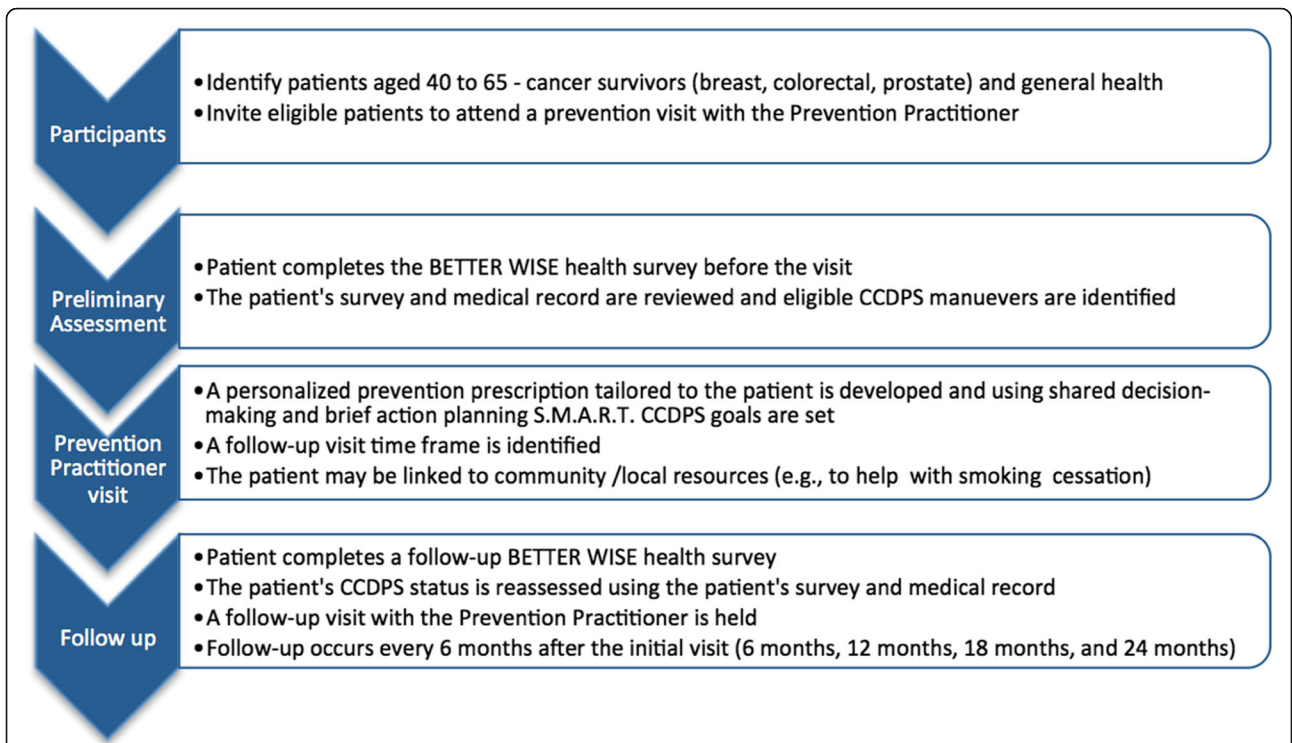 Participants
•Identify patients aged 40 to 65 - cancer survivors (breast, colorectal, prostate) and general health
•Invite eligible patients to attend a prevention visit with the Prevention Practitioner
Preliminary
Assessment
•Patient completes the BETTER WISE health survey before the visit
•The patient's survey and medical record are reviewed and eligible CCDPS manuevers are identified
Prevention
Practitioner
visit
•A personalized prevention prescription tailored to the patient is developed and using shared decision-
making and brief action planning S.M.A.R.T. CCDPS goals are set
•A follow-up visit time frame is identified
•The patient may be linked to community /local resources (e.g., to help with smoking cessation)
Follow up
•Patient completes a follow-up BETTER WISE health survey
•The patient's CCDPS status is reassessed using the patient's survey and medical record
•A follow-up visit with the Prevention Practitioner is held
•Follow-up occurs every 6 months after the initial visit (6 months, 12 months, 18 months, and 24 months)